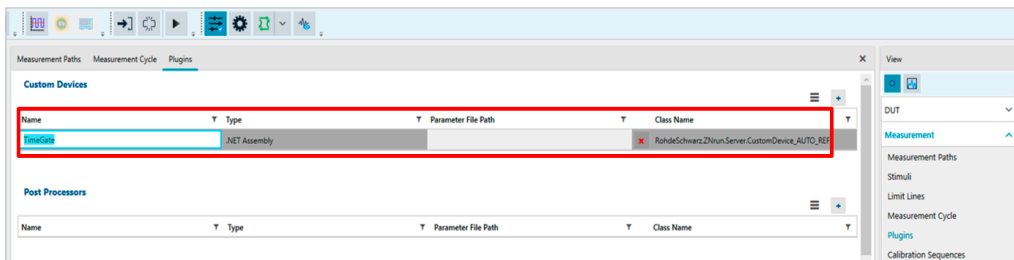 Measurement Paths Measurement Cycle Plugins
View
Custom Devices
DUT
Name Type Parameter File Path Class Name
TimeGate .NET Assembly RohdeSchwarz.ZNrun.Server.CustomDevice_AUTO_REF
Measurement
Measurement Paths
Stimuli
Post Processors
Limit Lines
Measurement Cycle
Name Type Parameter File Path Class Name
Plugins
Calibration Sequences